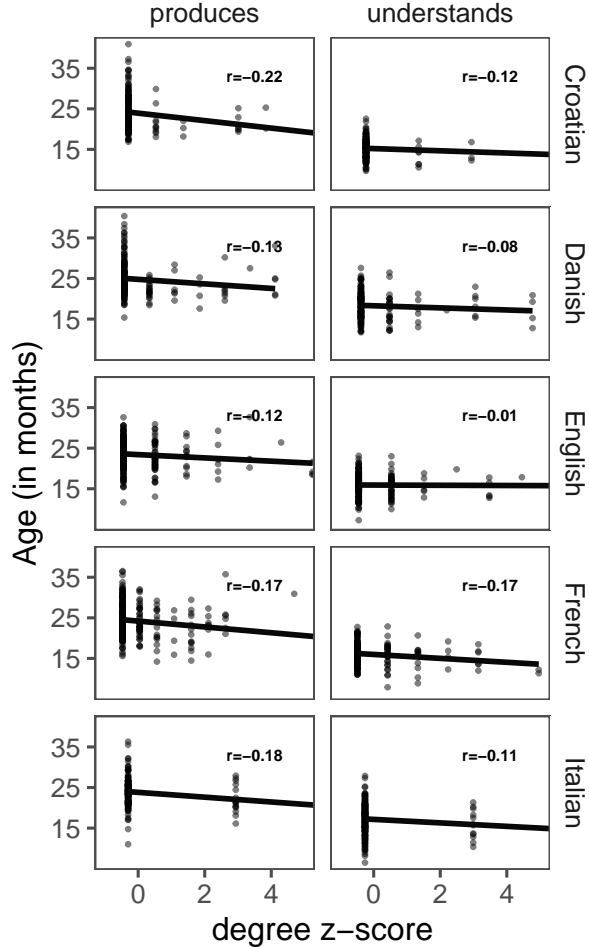 produces understands
35
25
15
r=−0.22
r=−0.12
Croatian
35
25
15
r=−0.13
r=−0.08
Danish
Age (in months)
35
25
15
r=−0.12
r=−0.01
English
35
25
15
r=−0.17
r=−0.17
French
35
25
15
r=−0.18
r=−0.11
Italian
0 2 4 0 2 4
degree z−score